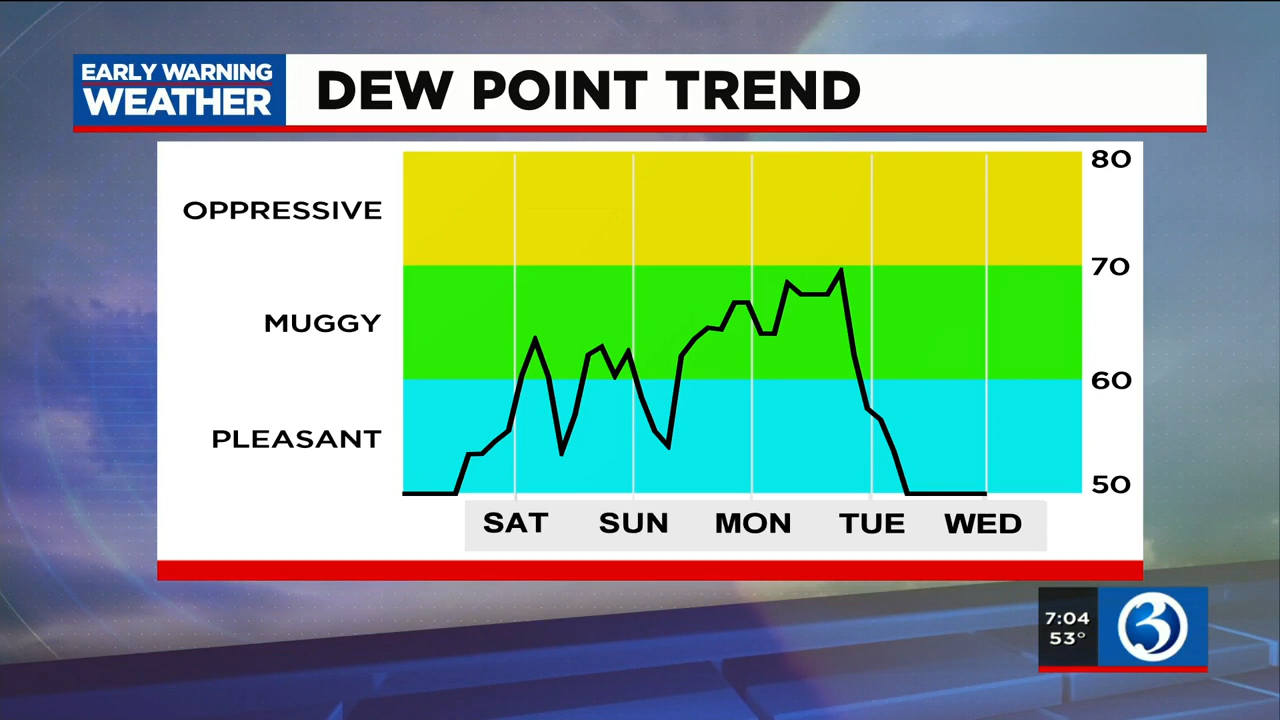 EARLY WARNING
WEATHER
DEW POINT TREND
OPPRESSIVE
MUGGY
PLEASANT
80
70
60
50
SAT SUN MON TUE WED
7:04
53°
3